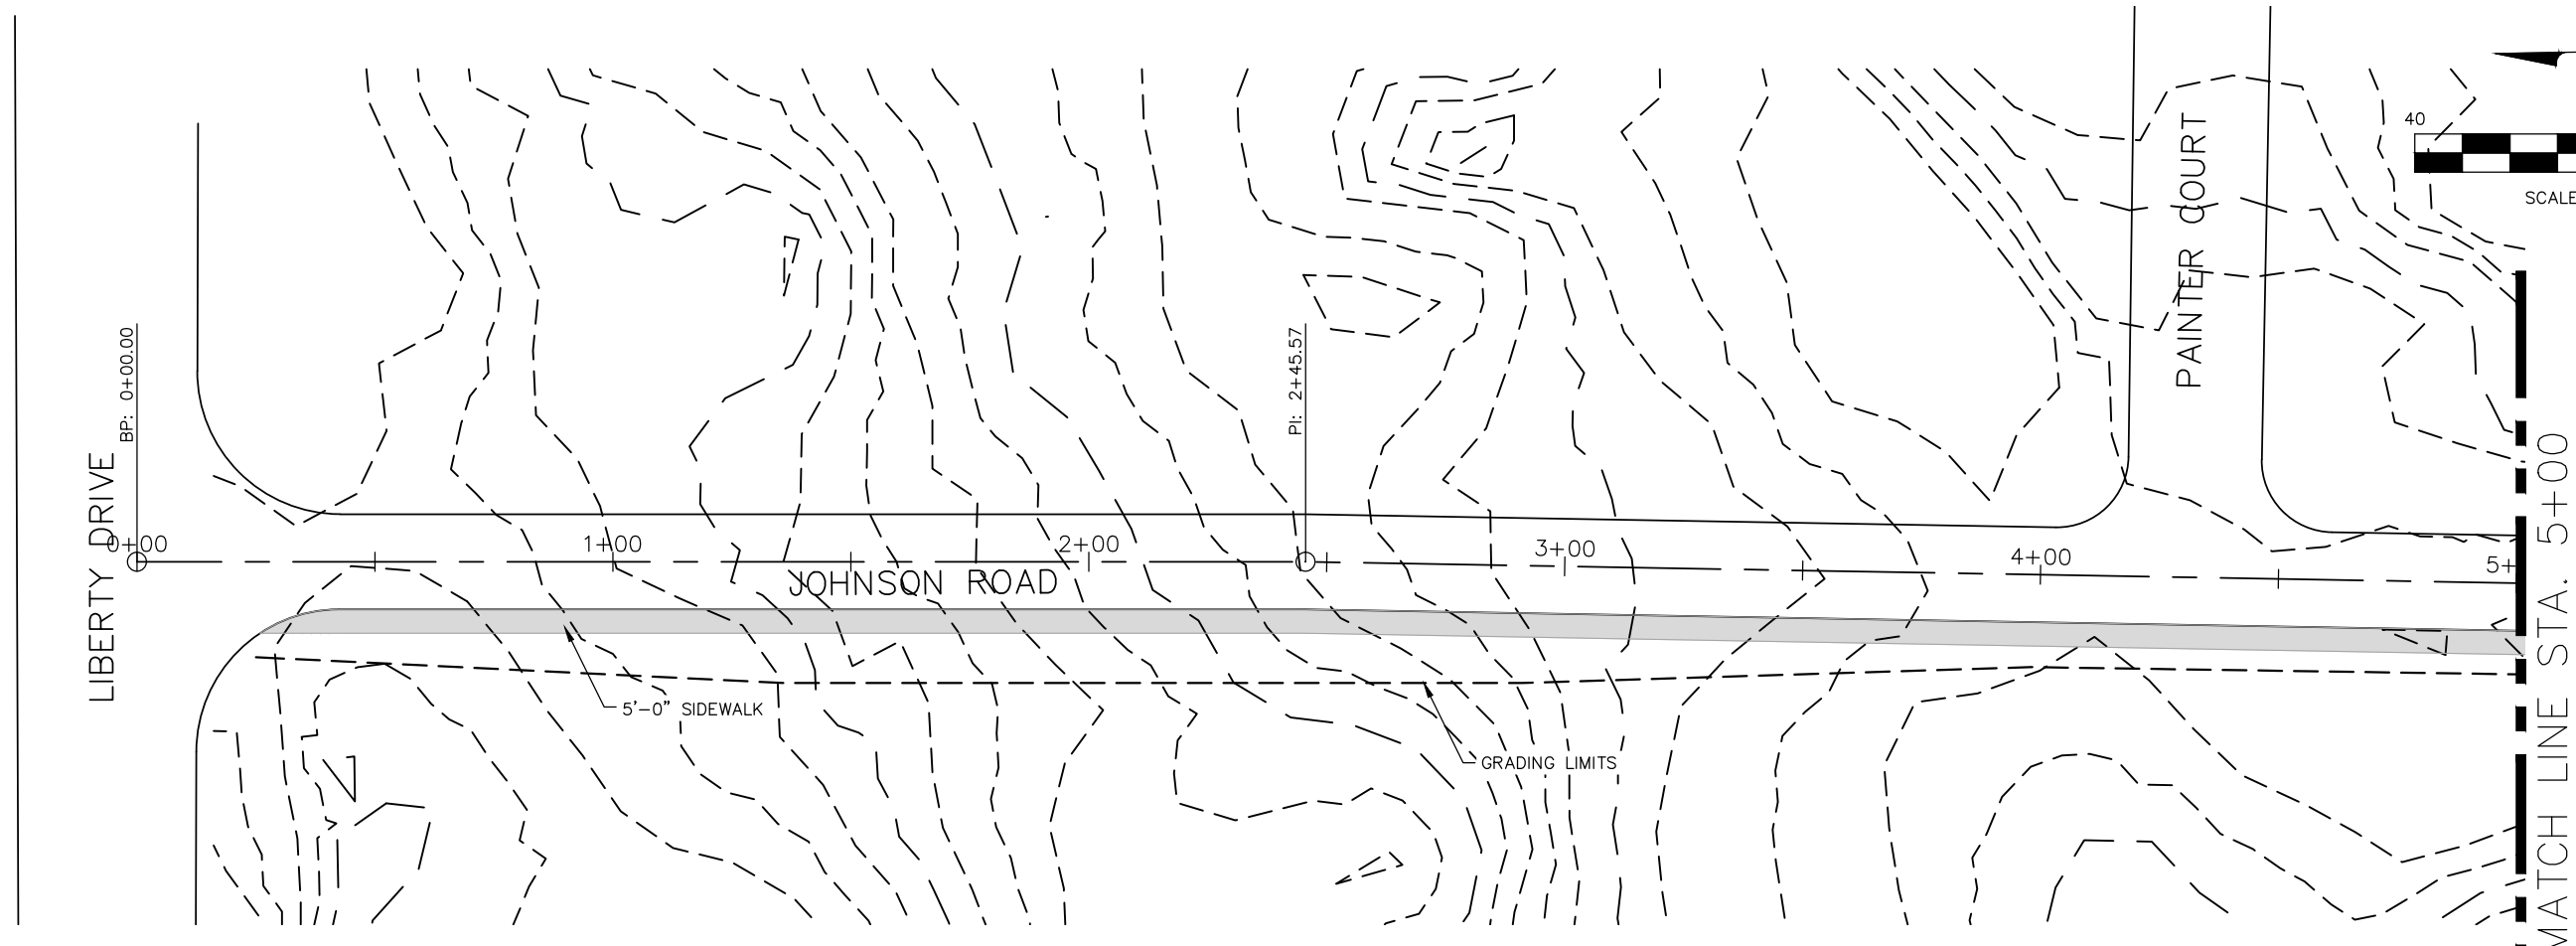 40
SCALE
PAINTER COURT
BP: 0+00.00
PI: 2+45.57
LIBERTY DRIVE
0+00
1+00
2+00
3+00
4+00
5+
JOHNSON ROAD
5'-0" SIDEWALK
GRADING LIMITS
MATCH LINE STA. 5+00